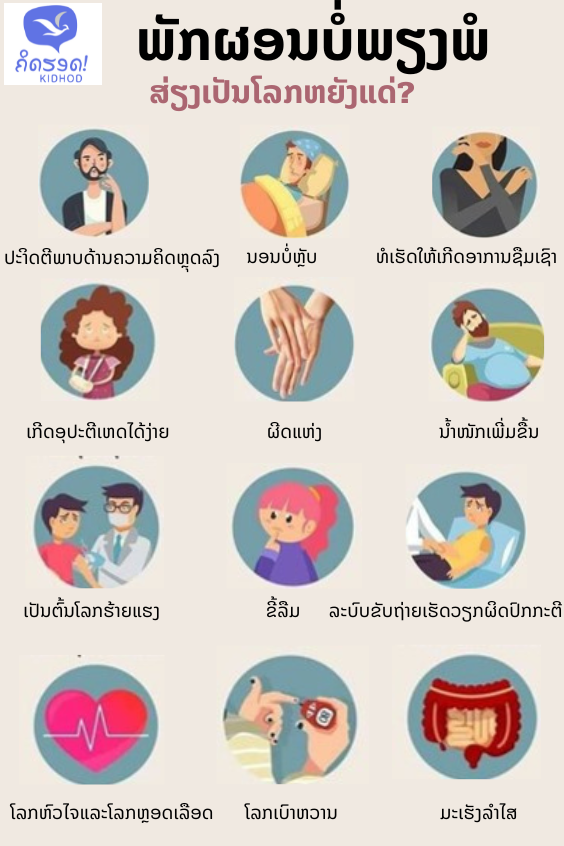 ຄິດຮອດ!
KIDHOD
ພັກຜອນບໍ່ພຽງພໍ
ສ່ຽງເປັນໂລກຫຍັງແດ່?
ປະາິດຕິພາບດ້ານຄວາມຄິດຫຼຸດລົງ
ນອນບໍ່ຫຼັບ
ທໍເຮັດໃຫ້ເກີດອາການຊືມເຊົາ
ເກີດອຸປະຕິເຫດໄດ້ງ່າຍ
ຜິດແຫ່ງ
ນ້ຳໜັກເພີ່ມຂື້ນ
ເປັນຕົ້ນໂລກຮ້າຍແຮງ
ຂີ້ລືມ
ລະບົບຂັບຖ່າຍເຮັດວຽກຜິດປົກກະຕິ
ໂລກຫົວໃຈແລະໂລກຫຼອດເລືອດ
ໂລກເບົາຫວານ
ມະເຮັງລຳໄສ